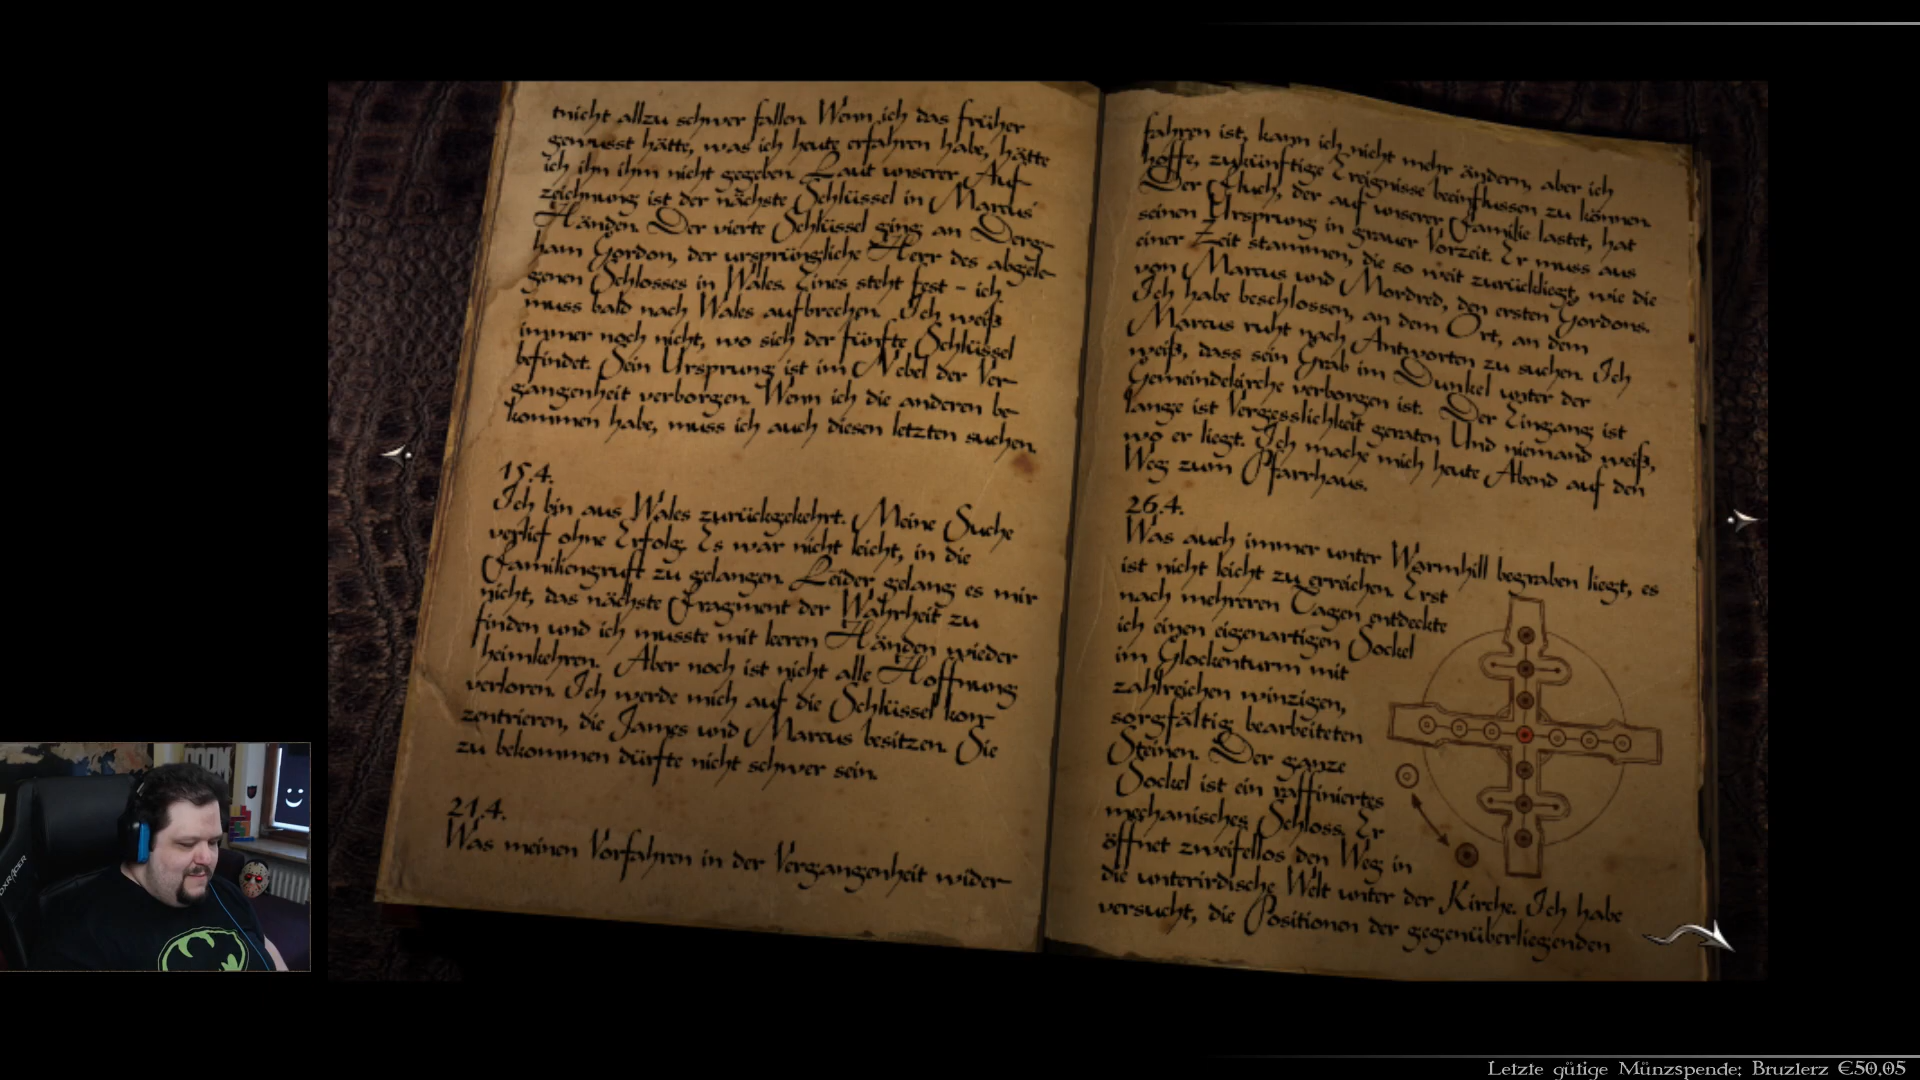 tnicht allzu schwer fallen. Wenn ich das früher
gewusst hätte, was ich heute erfahren habe, hätte
ich ihn ihm nicht gegeben. Laut unserer Auf-
zeichnung ist der nächste Schlüssel in Marcus'
Händen. Der vierte Schlüssel ging an Derg-
ham Gordon, der ursprüngliche Herr des abgele-
genen Schlosses in Wales. Eines steht fest - ich
muss bald nach Wales aufbrechen. Ich weiß
immer noch nicht, wo sich der fünfte Schlüssel
befindet. Sein Ursprung ist im Nebel der Ver-
gangenheit verborgen. Wenn ich die anderen be-
kommen habe, muss ich auch diesen letzten suchen.
15.4.
Ich bin aus Wales zurückgekehrt. Meine Suche
verlief ohne Erfolg. Es war nicht leicht, in die
Familiengruft zu gelangen. Leider gelang es mir
nicht, das nächste Fragment der Wahrheit zu
finden und ich musste mit leeren Händen wieder
heimkehren. Aber noch ist nicht alle Hoffnung
verloren. Ich werde mich auf die Schlüssel kon-
zentrieren, die James und Marcus besitzen. Sie
zu bekommen dürfte nicht schwer sein.
21.4.
Was meinen Vorfahren in der Vergangenheit wider-
fahren ist, kann ich nicht mehr ändern, aber ich
hoffe, zukünftige Ereignisse beeinflussen zu können.
Der Fluch, der auf unserer Familie lastet, hat
seinen Ursprung in grauer Vorzeit. Er muss aus
einer Zeit stammen, die so weit zurückliegt, wie die
von Marcus und Mordred, den ersten Gordons.
Ich habe beschlossen, an dem Ort, an dem
Marcus ruht nach Antworten zu suchen. Ich
weiß, dass sein Grab im Dunkel unter der
Gemeindekirche verborgen ist. Der Eingang ist
lange ist Vergesslichkeit geraten Und niemand weiß,
wo er liegt. Ich mache mich heute Abend auf den
Weg zum Pfarrhaus.
26.4.
Was auch immer unter Warmhill begraben liegt, es
ist nicht leicht zu erreichen. Erst
nach mehreren Tagen entdeckte
ich einen eigenartigen Sockel
im Glockenturm mit
zahlreichen winzigen,
sorgfältig bearbeiteten
Steinen. Der ganze
Sockel ist ein raffiniertes
mechanisches Schloss. Er
öffnet zweifellos den Weg in
die unterirdische Welt unter der Kirche. Ich habe
versucht, die Positionen der gegenüberliegenden
DOOM
DXRACER
Letzte gütige Münzspende: Bruzlerz €50.05